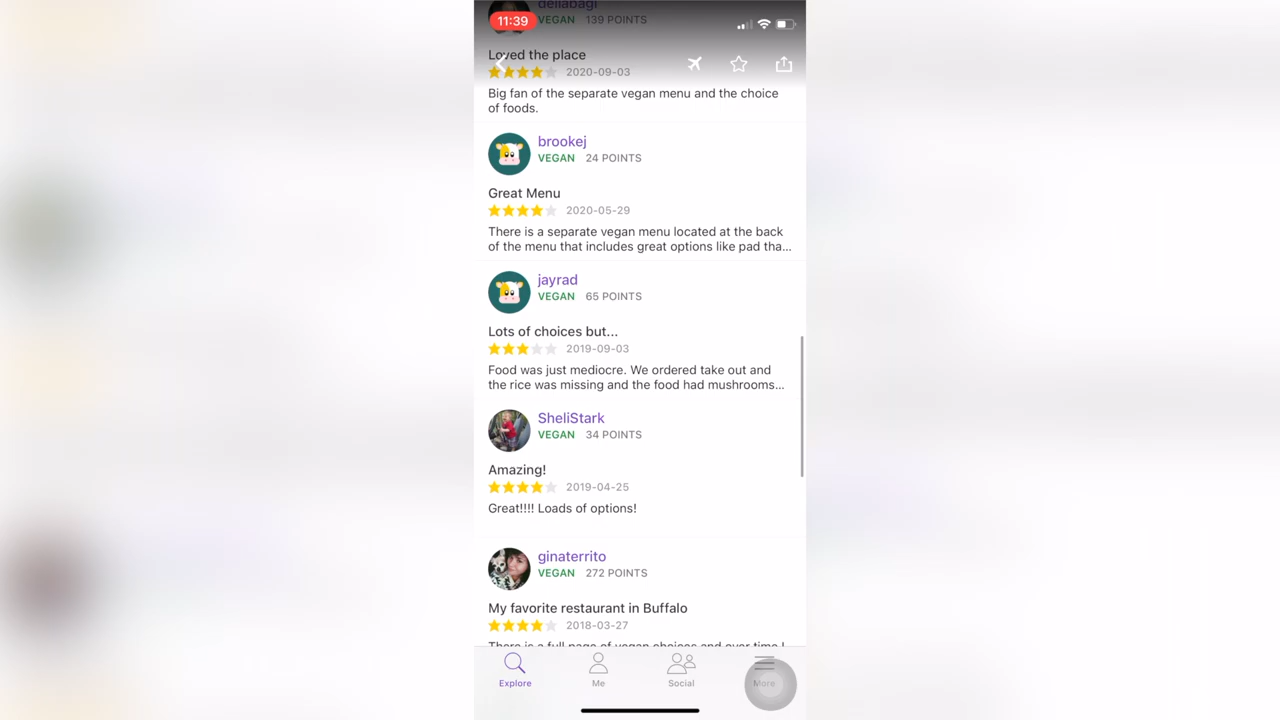 dellabagl
11:39
VEGAN 139 POINTS
Loved the place
2020-09-03
Big fan of the separate vegan menu and the choice
of foods.
brookej
VEGAN 24 POINTS
Great Menu
2020-05-29
There is a separate vegan menu located at the back
of the menu that includes great options like pad tha...
jayrad
VEGAN 65 POINTS
Lots of choices but...
2019-09-03
Food was just mediocre. We ordered take out and
the rice was missing and the food had mushrooms...
SheliStark
VEGAN 34 POINTS
Amazing!
2019-04-25
Great!!!! Loads of options!
ginaterrito
VEGAN 272 POINTS
My favorite restaurant in Buffalo
2018-03-27
There is a full page of vegan choices and over time I
Explore
Me
Social
More